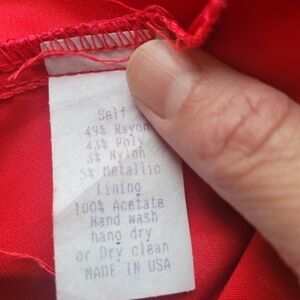 Self
49% Rayon
43% Poly
3% Nylon
5% Metallic
Lining
100% Acetate
Hand wash
hang dry
or Dry clean
MADE IN USA